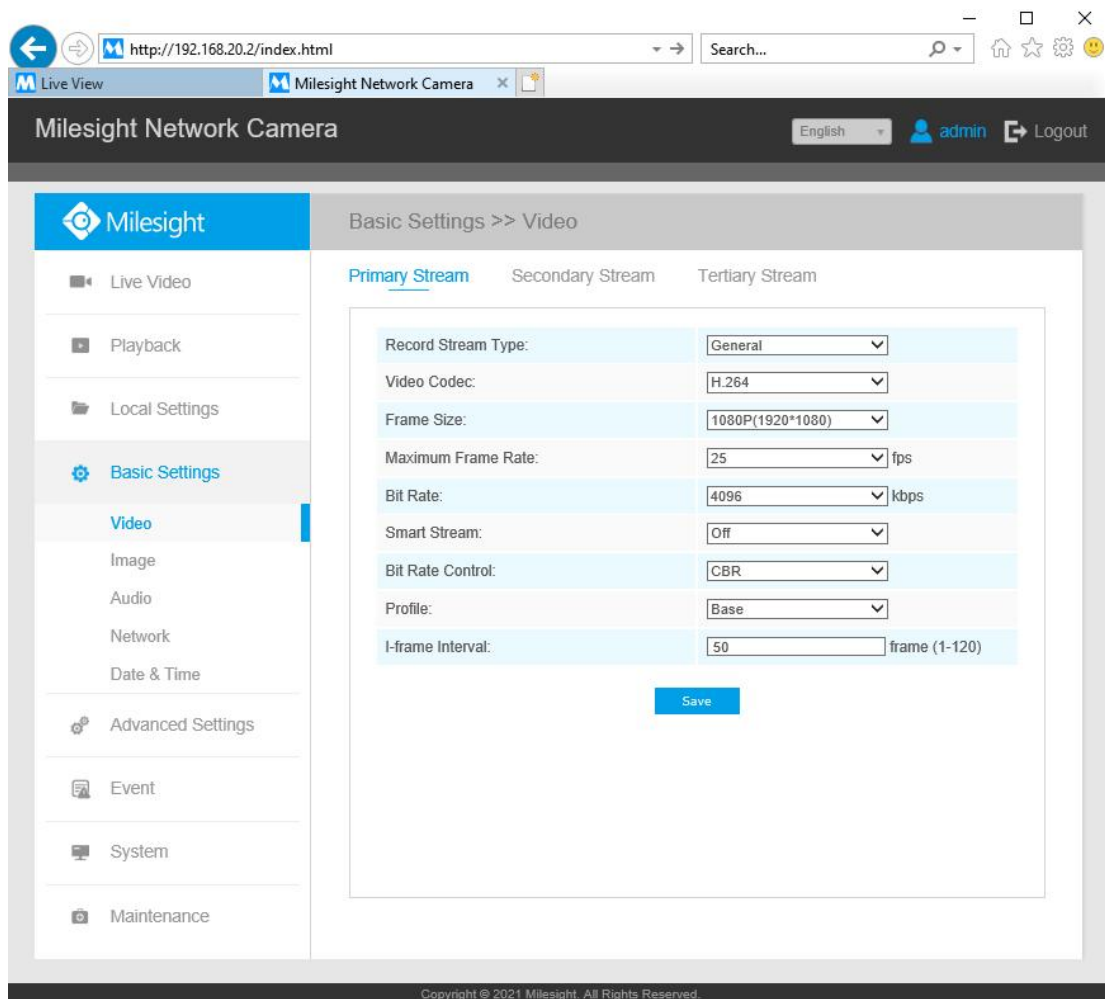 http://192.168.20.2/index.html
Search...
Live View
Milesight Network Camera
Milesight Network Camera
English
admin
Logout
Milesight
Basic Settings >> Video
Live Video
Playback
Local Settings
Basic Settings
Video
Image
Audio
Network
Date & Time
Advanced Settings
Event
System
Maintenance
Primary Stream Secondary Stream Tertiary Stream
Record Stream Type: General
Video Codec: H.264
Frame Size: 1080P(1920*1080)
Maximum Frame Rate: 25 fps
Bit Rate: 4096 kbps
Smart Stream: Off
Bit Rate Control: CBR
Profile: Base
I-frame Interval: 50 frame (1-120)
Save
Copyright © 2021 Milesight. All Rights Reserved.